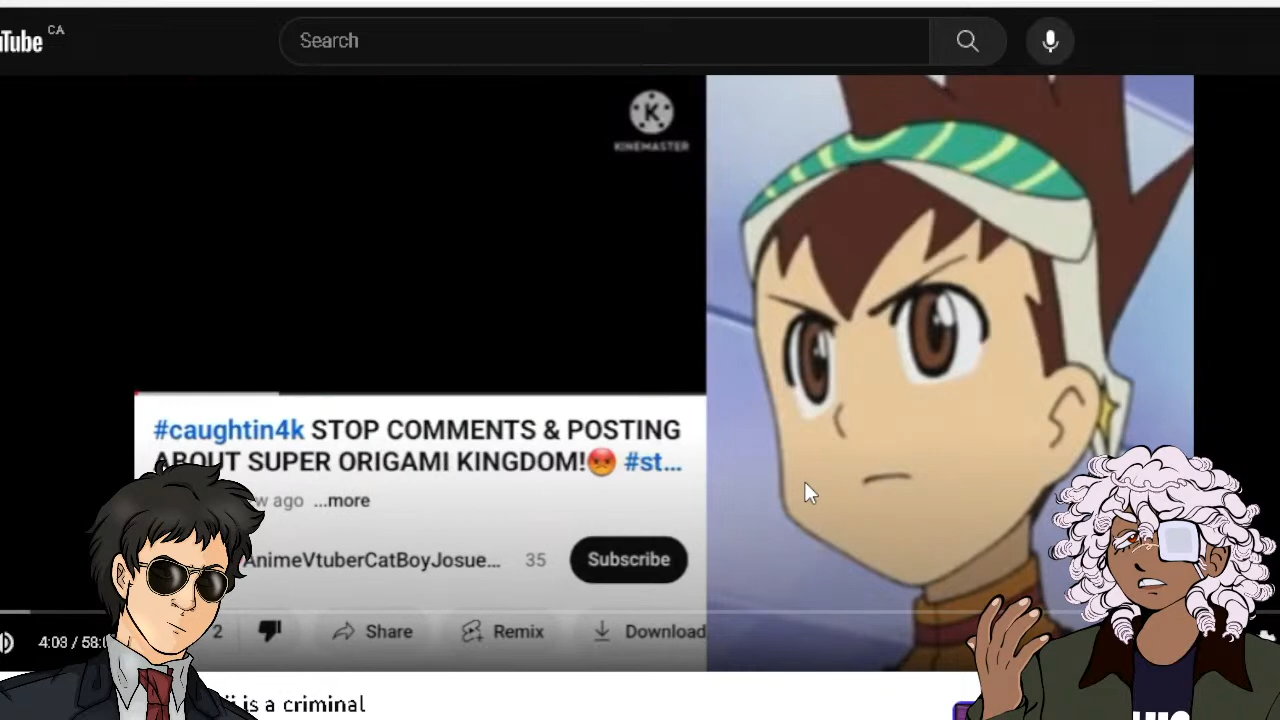 Tube CA
Search
K
KINEMASTER
#caughtin4k STOP COMMENTS & POSTING
ABOUT SUPER ORIGAMI KINGDOM!😡 #st...
w ago ...more
AnimeVtuberCatBoyJosue... 35 Subscribe
2 Share Remix Download
4:03 / 58:
is a criminal